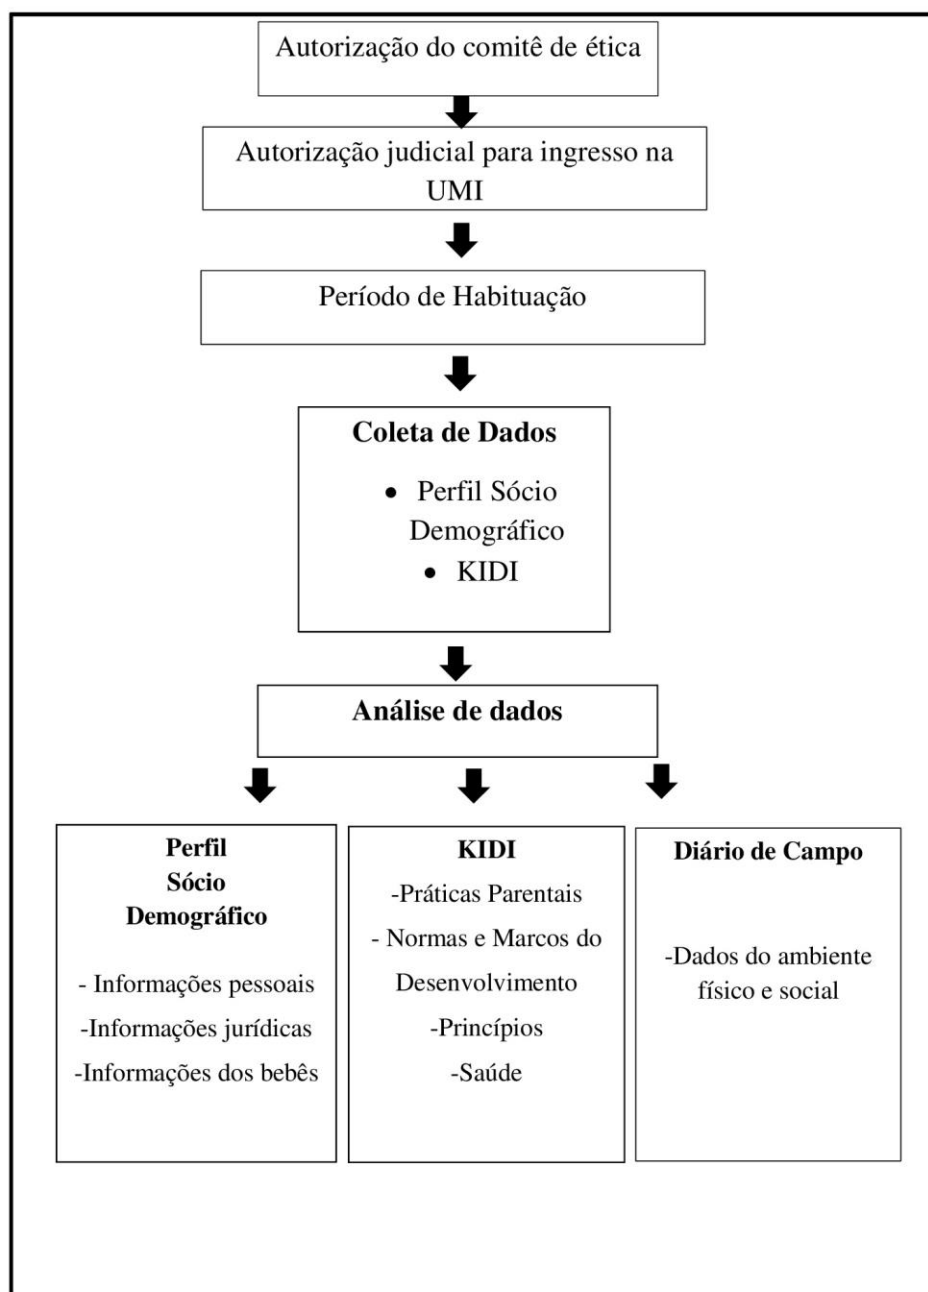 Autorização do comitê de ética
Autorização judicial para ingresso na
UMI
Período de Habituação
Coleta de Dados
• Perfil Sócio
Demográfico
• KIDI
Análise de dados
Perfil
Sócio
Demográfico
- Informações pessoais
-Informações jurídicas
-Informações dos bebês
KIDI
-Práticas Parentais
- Normas e Marcos do
Desenvolvimento
-Princípios
-Saúde
Diário de Campo
-Dados do ambiente
físico e social